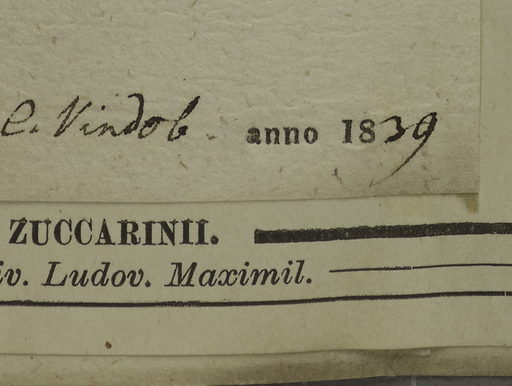 e. Vindob. anno 1839
ZUCCARINII.
iv. Ludov. Maximil.